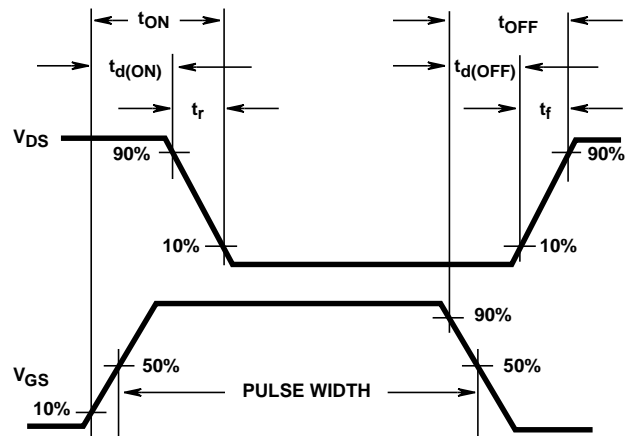 tON tOFF
td(ON) td(OFF)
tr tf
VDS
90% 90%
10% 10%
90%
VGS 50% 50%
10% PULSE WIDTH